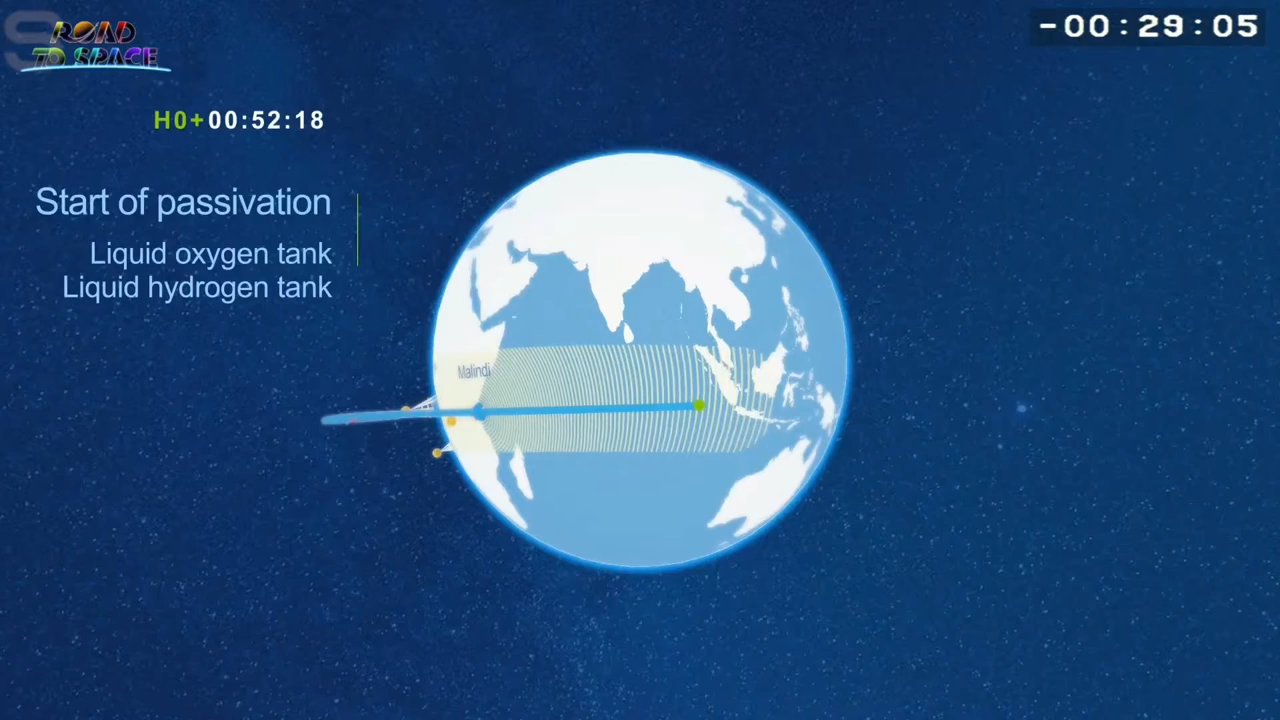 ROAD
TO SPACE
-00:29:05
H0+00:52:18
Start of passivation
Liquid oxygen tank
Liquid hydrogen tank
Malindi